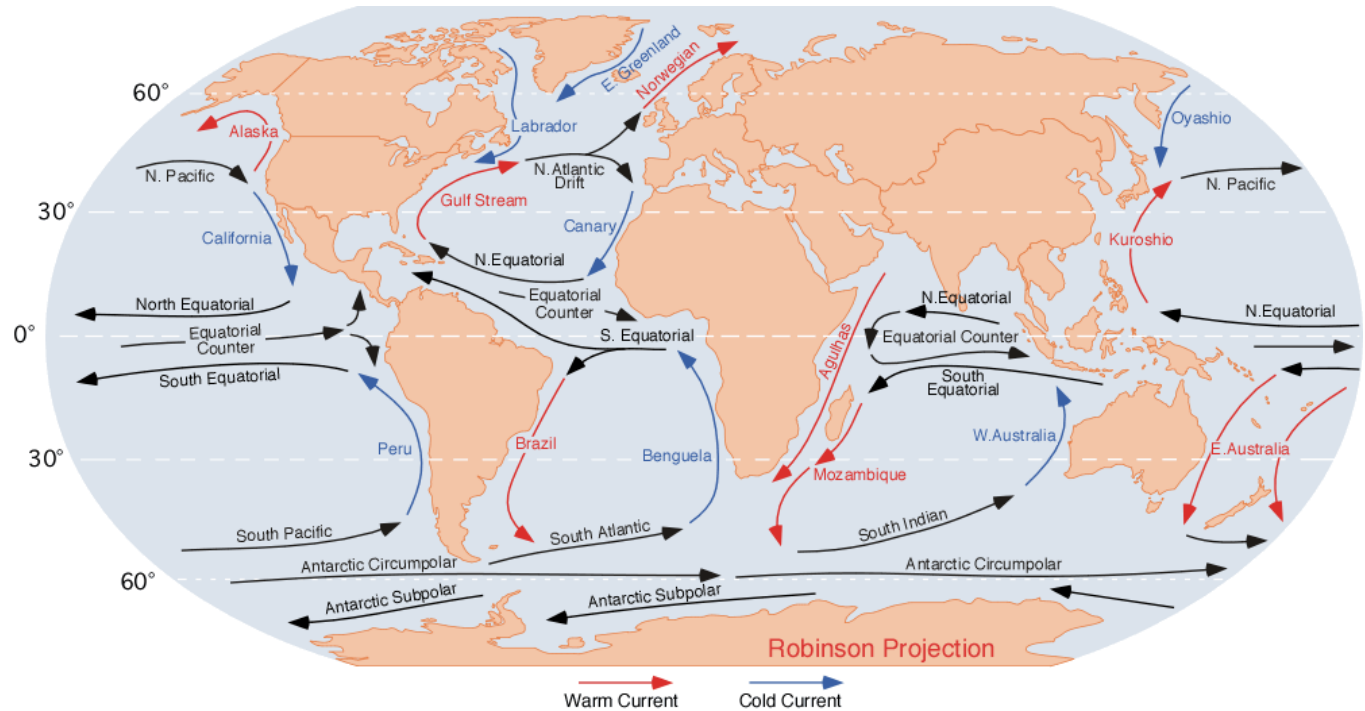 E. Greenland
Norwegian
60°
Alaska
Labrador
Oyashio
N. Pacific
N.Atlantic
Drift
N. Pacific
Gulf Stream
30°
California
Canary
Kuroshio
N.Equatorial
North Equatorial
Equatorial
Counter
N.Equatorial
N.Equatorial
0°
Equatorial
Counter
S. Equatorial
Agulhas
Equatorial Counter
South Equatorial
South
Equatorial
Peru
Brazil
Benguela
W.Australia
E.Australia
30°
Mozambique
South Pacific
South Atlantic
South Indian
Antarctic Circumpolar
Antarctic Circumpolar
60°
Antarctic Subpolar
Antarctic Subpolar
Robinson Projection
Warm Current
Cold Current